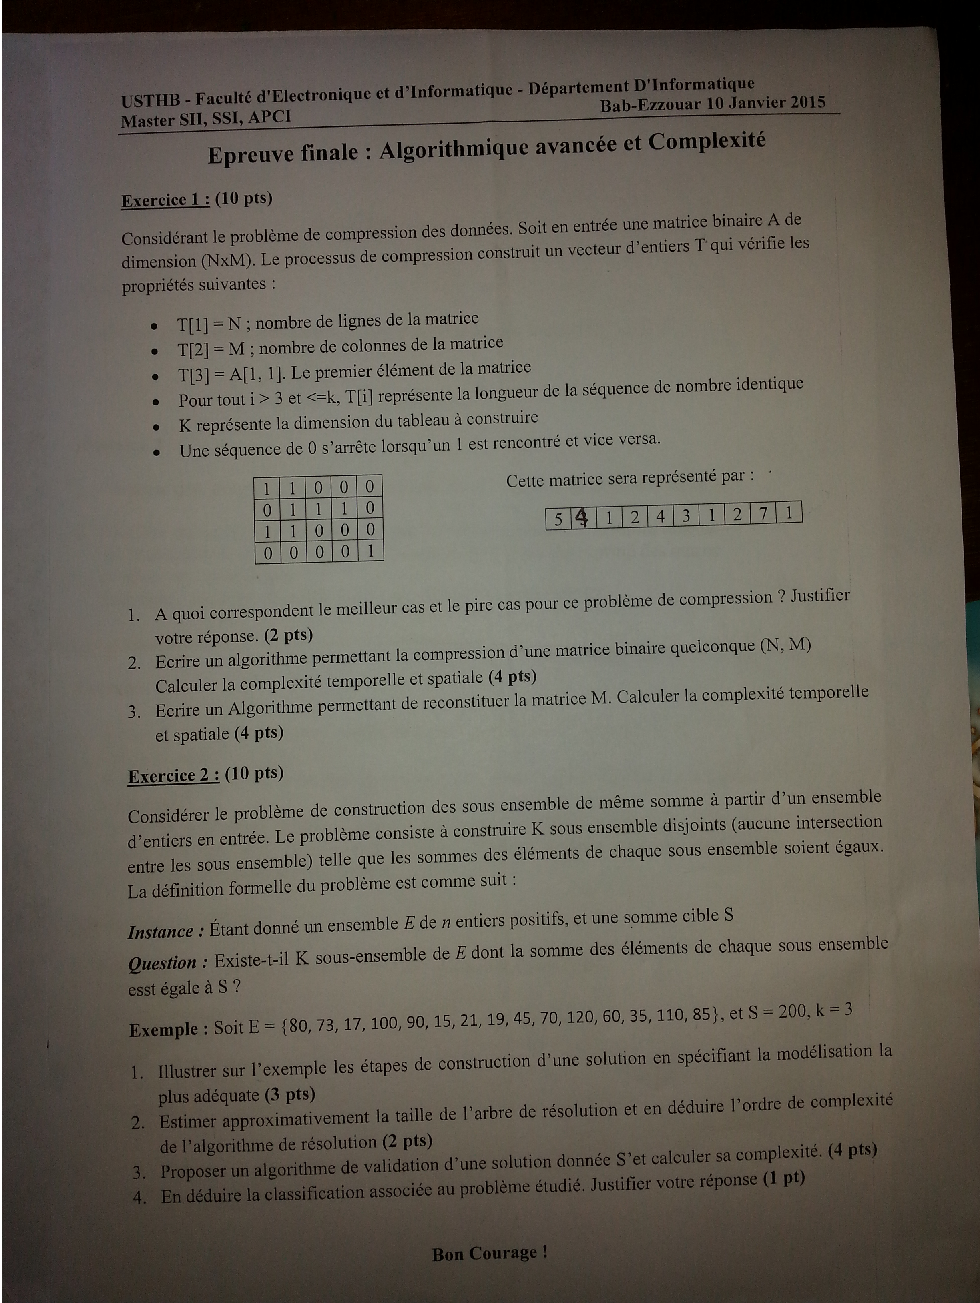 USTHB - Faculté d'Electronique et d'Informatique - Département D'Informatique
Master SII, SSI, APCI Bab-Ezzouar 10 Janvier 2015
Epreuve finale : Algorithmique avancée et Complexité
Exercice 1 : (10 pts)
Considérant le problème de compression des données. Soit en entrée une matrice binaire A de
dimension (NxM). Le processus de compression construit un vecteur d'entiers T qui vérifie les
propriétés suivantes :
• T[1] = N ; nombre de lignes de la matrice
• T[2] = M ; nombre de colonnes de la matrice
• T[3] = A[1, 1]. Le premier élément de la matrice
• Pour tout i > 3 et <=k, T[i] représente la longueur de la séquence de nombre identique
• K représente la dimension du tableau à construire
• Une séquence de 0 s'arrête lorsqu'un 1 est rencontré et vice versa.
Cette matrice sera représenté par :
1 1 0 0 0
0 1 1 1 0
1 1 0 0 0
0 0 0 0 1
5 4 1 2 4 3 1 2 7 1
1. A quoi correspondent le meilleur cas et le pire cas pour ce problème de compression ? Justifier
votre réponse. (2 pts)
2. Ecrire un algorithme permettant la compression d'une matrice binaire quelconque (N, M)
Calculer la complexité temporelle et spatiale (4 pts)
3. Ecrire un Algorithme permettant de reconstituer la matrice M. Calculer la complexité temporelle
et spatiale (4 pts)
Exercice 2 : (10 pts)
Considérer le problème de construction des sous ensemble de même somme à partir d'un ensemble
d'entiers en entrée. Le problème consiste à construire K sous ensemble disjoints (aucune intersection
entre les sous ensemble) telle que les sommes des éléments de chaque sous ensemble soient égaux.
La définition formelle du problème est comme suit :
Instance : Étant donné un ensemble E de n entiers positifs, et une somme cible S
Question : Existe-t-il K sous-ensemble de E dont la somme des éléments de chaque sous ensemble
esst égale à S ?
Exemple : Soit E = {80, 73, 17, 100, 90, 15, 21, 19, 45, 70, 120, 60, 35, 110, 85}, et S = 200, k = 3
1. Illustrer sur l'exemple les étapes de construction d'une solution en spécifiant la modélisation la
plus adéquate (3 pts)
2. Estimer approximativement la taille de l'arbre de résolution et en déduire l'ordre de complexité
de l'algorithme de résolution (2 pts)
3. Proposer un algorithme de validation d'une solution donnée S'et calculer sa complexité. (4 pts)
4. En déduire la classification associée au problème étudié. Justifier votre réponse (1 pt)
Bon Courage !